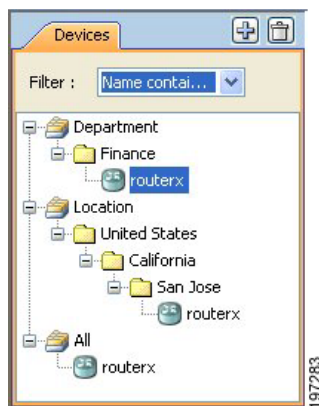 Devices
Filter : Name contai...
Department
Finance
routerx
Location
United States
California
San Jose
routerx
All
routerx
197283